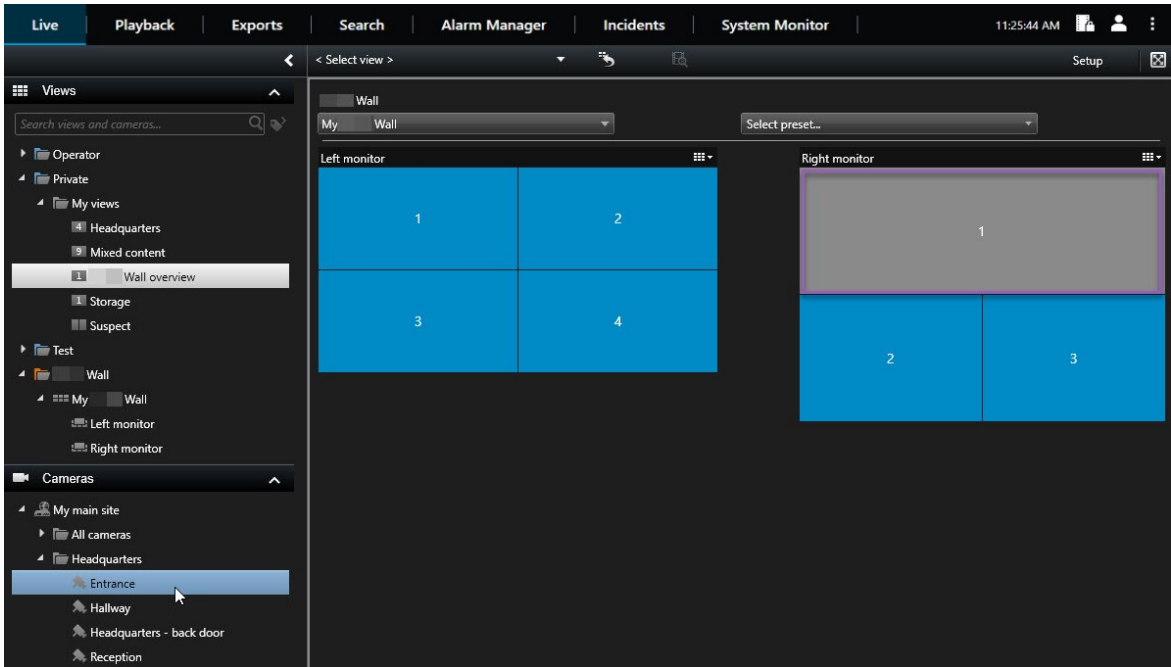 Live Playback Exports Search Alarm Manager Incidents System Monitor 11:25:44 AM
< Select view > Setup
Views
Search views and cameras...
Operator
Private
My views
4 Headquarters
9 Mixed content
1 Wall overview
1 Storage
Suspect
Test
Wall
My Wall
Left monitor
Right monitor
Cameras
My main site
All cameras
Headquarters
Entrance
Hallway
Headquarters - back door
Reception
Wall
My Wall Select preset...
Left monitor
1 2
3 4
Right monitor
1
2 3